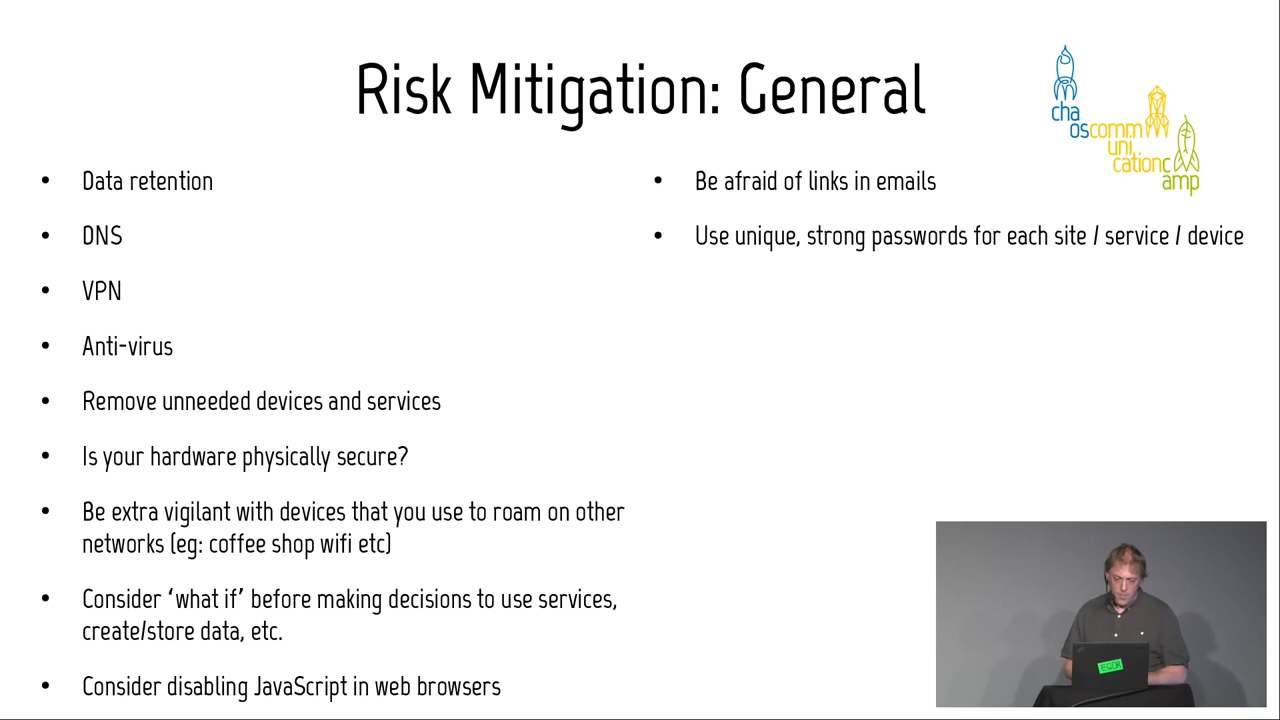 Risk Mitigation: General
cha
oscomm
uni
cationc
amp
• Data retention
• DNS
• VPN
• Anti-virus
• Remove unneeded devices and services
• Is your hardware physically secure?
• Be extra vigilant with devices that you use to roam on other
networks (eg: coffee shop wifi etc)
• Consider ‘what if’ before making decisions to use services,
create/store data, etc.
• Consider disabling JavaScript in web browsers
• Be afraid of links in emails
• Use unique, strong passwords for each site / service / device